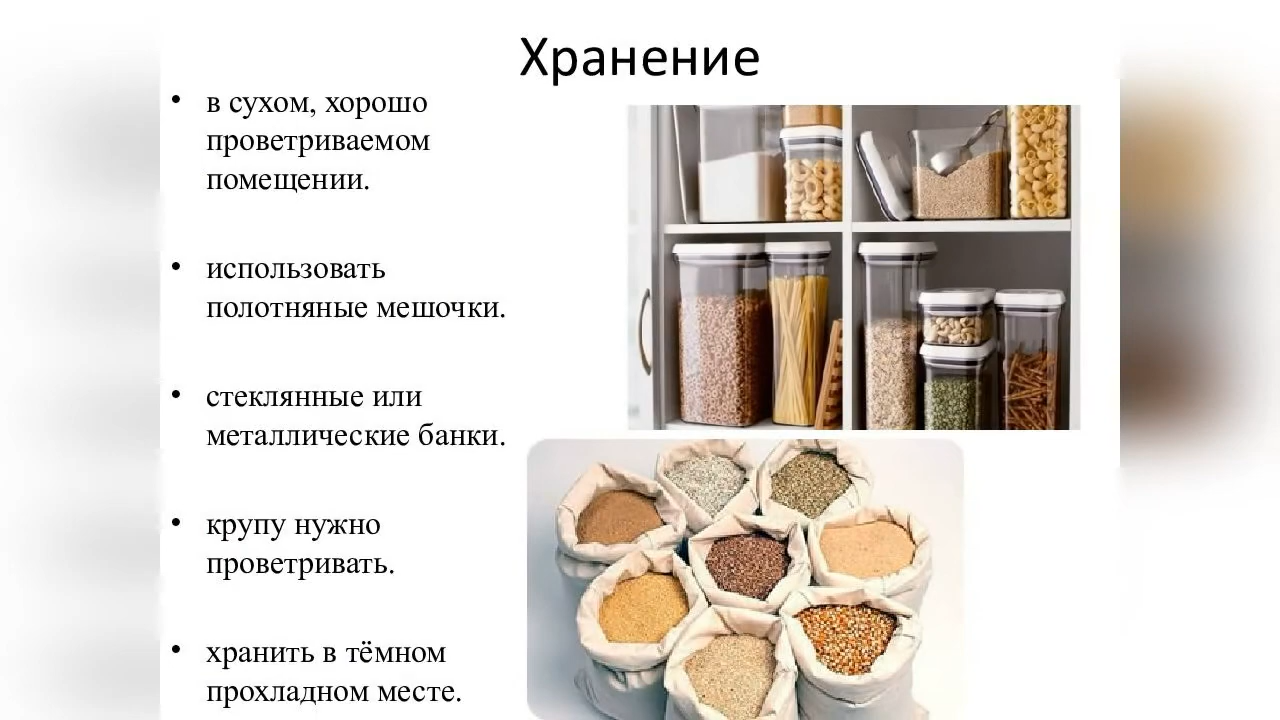 Хранение
• в сухом, хорошо
проветриваемом
помещении.
• использовать
полотняные мешочки.
• стеклянные или
металлические банки.
• крупу нужно
проветривать.
• хранить в тёмном
прохладном месте.